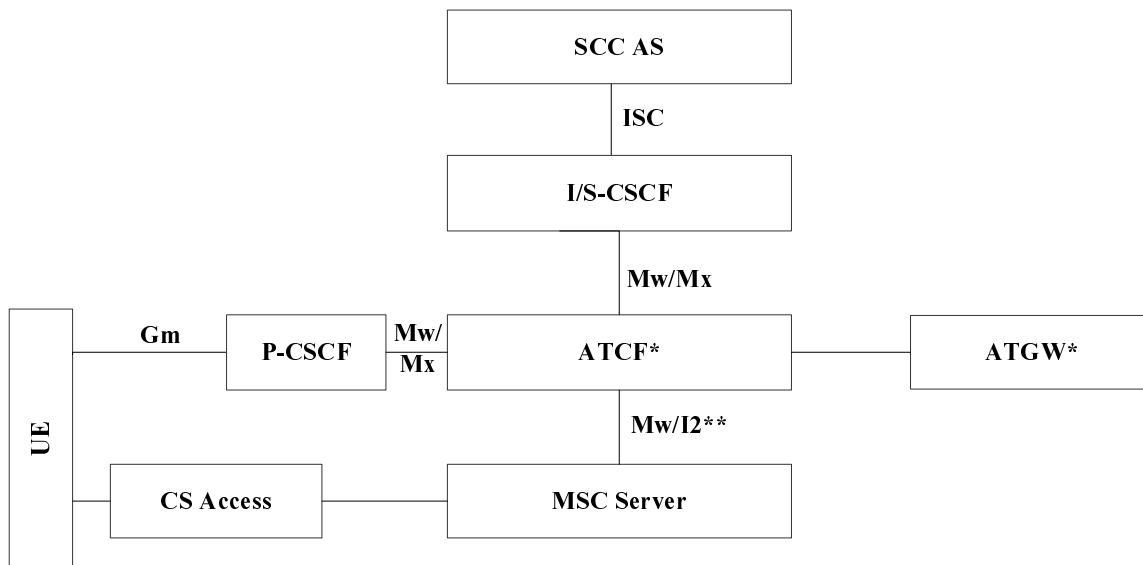 SCC AS
ISC
I/S-CSCF
Mw/Mx
Gm
P-CSCF
Mw/
Mx
ATCF*
ATGW*
Mw/I2**
UE
CS Access
MSC Server